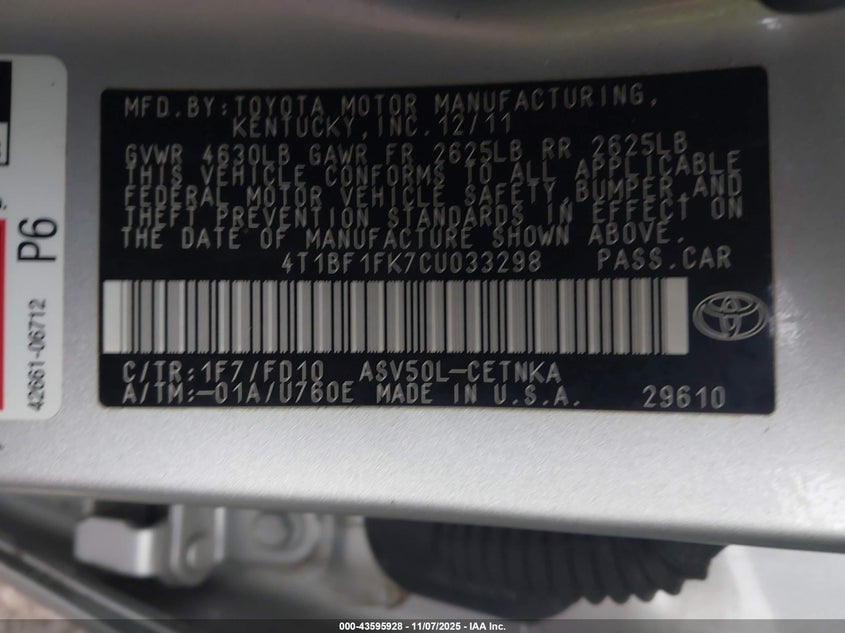 MFD. BY: TOYOTA MOTOR MANUFACTURING,
KENTUCKY, INC. 12/11
GVWR 4630LB GAWR FR 2625LB RR 2625LB
THIS VEHICLE CONFORMS TO ALL APPLICABLE
FEDERAL MOTOR VEHICLE SAFETY, BUMPER, AND
THEFT PREVENTION STANDARDS IN EFFECT ON
THE DATE OF MANUFACTURE SHOWN ABOVE.
4T1BF1FK7CU033298 PASS. CAR
C/TR: 1F7/FD10 ASV50L-CETNKA
A/TM: -01A/U760E MADE IN U.S.A. 29610
P6
42661-06712
000-43595928 - 11/07/2025 - IAA Inc.